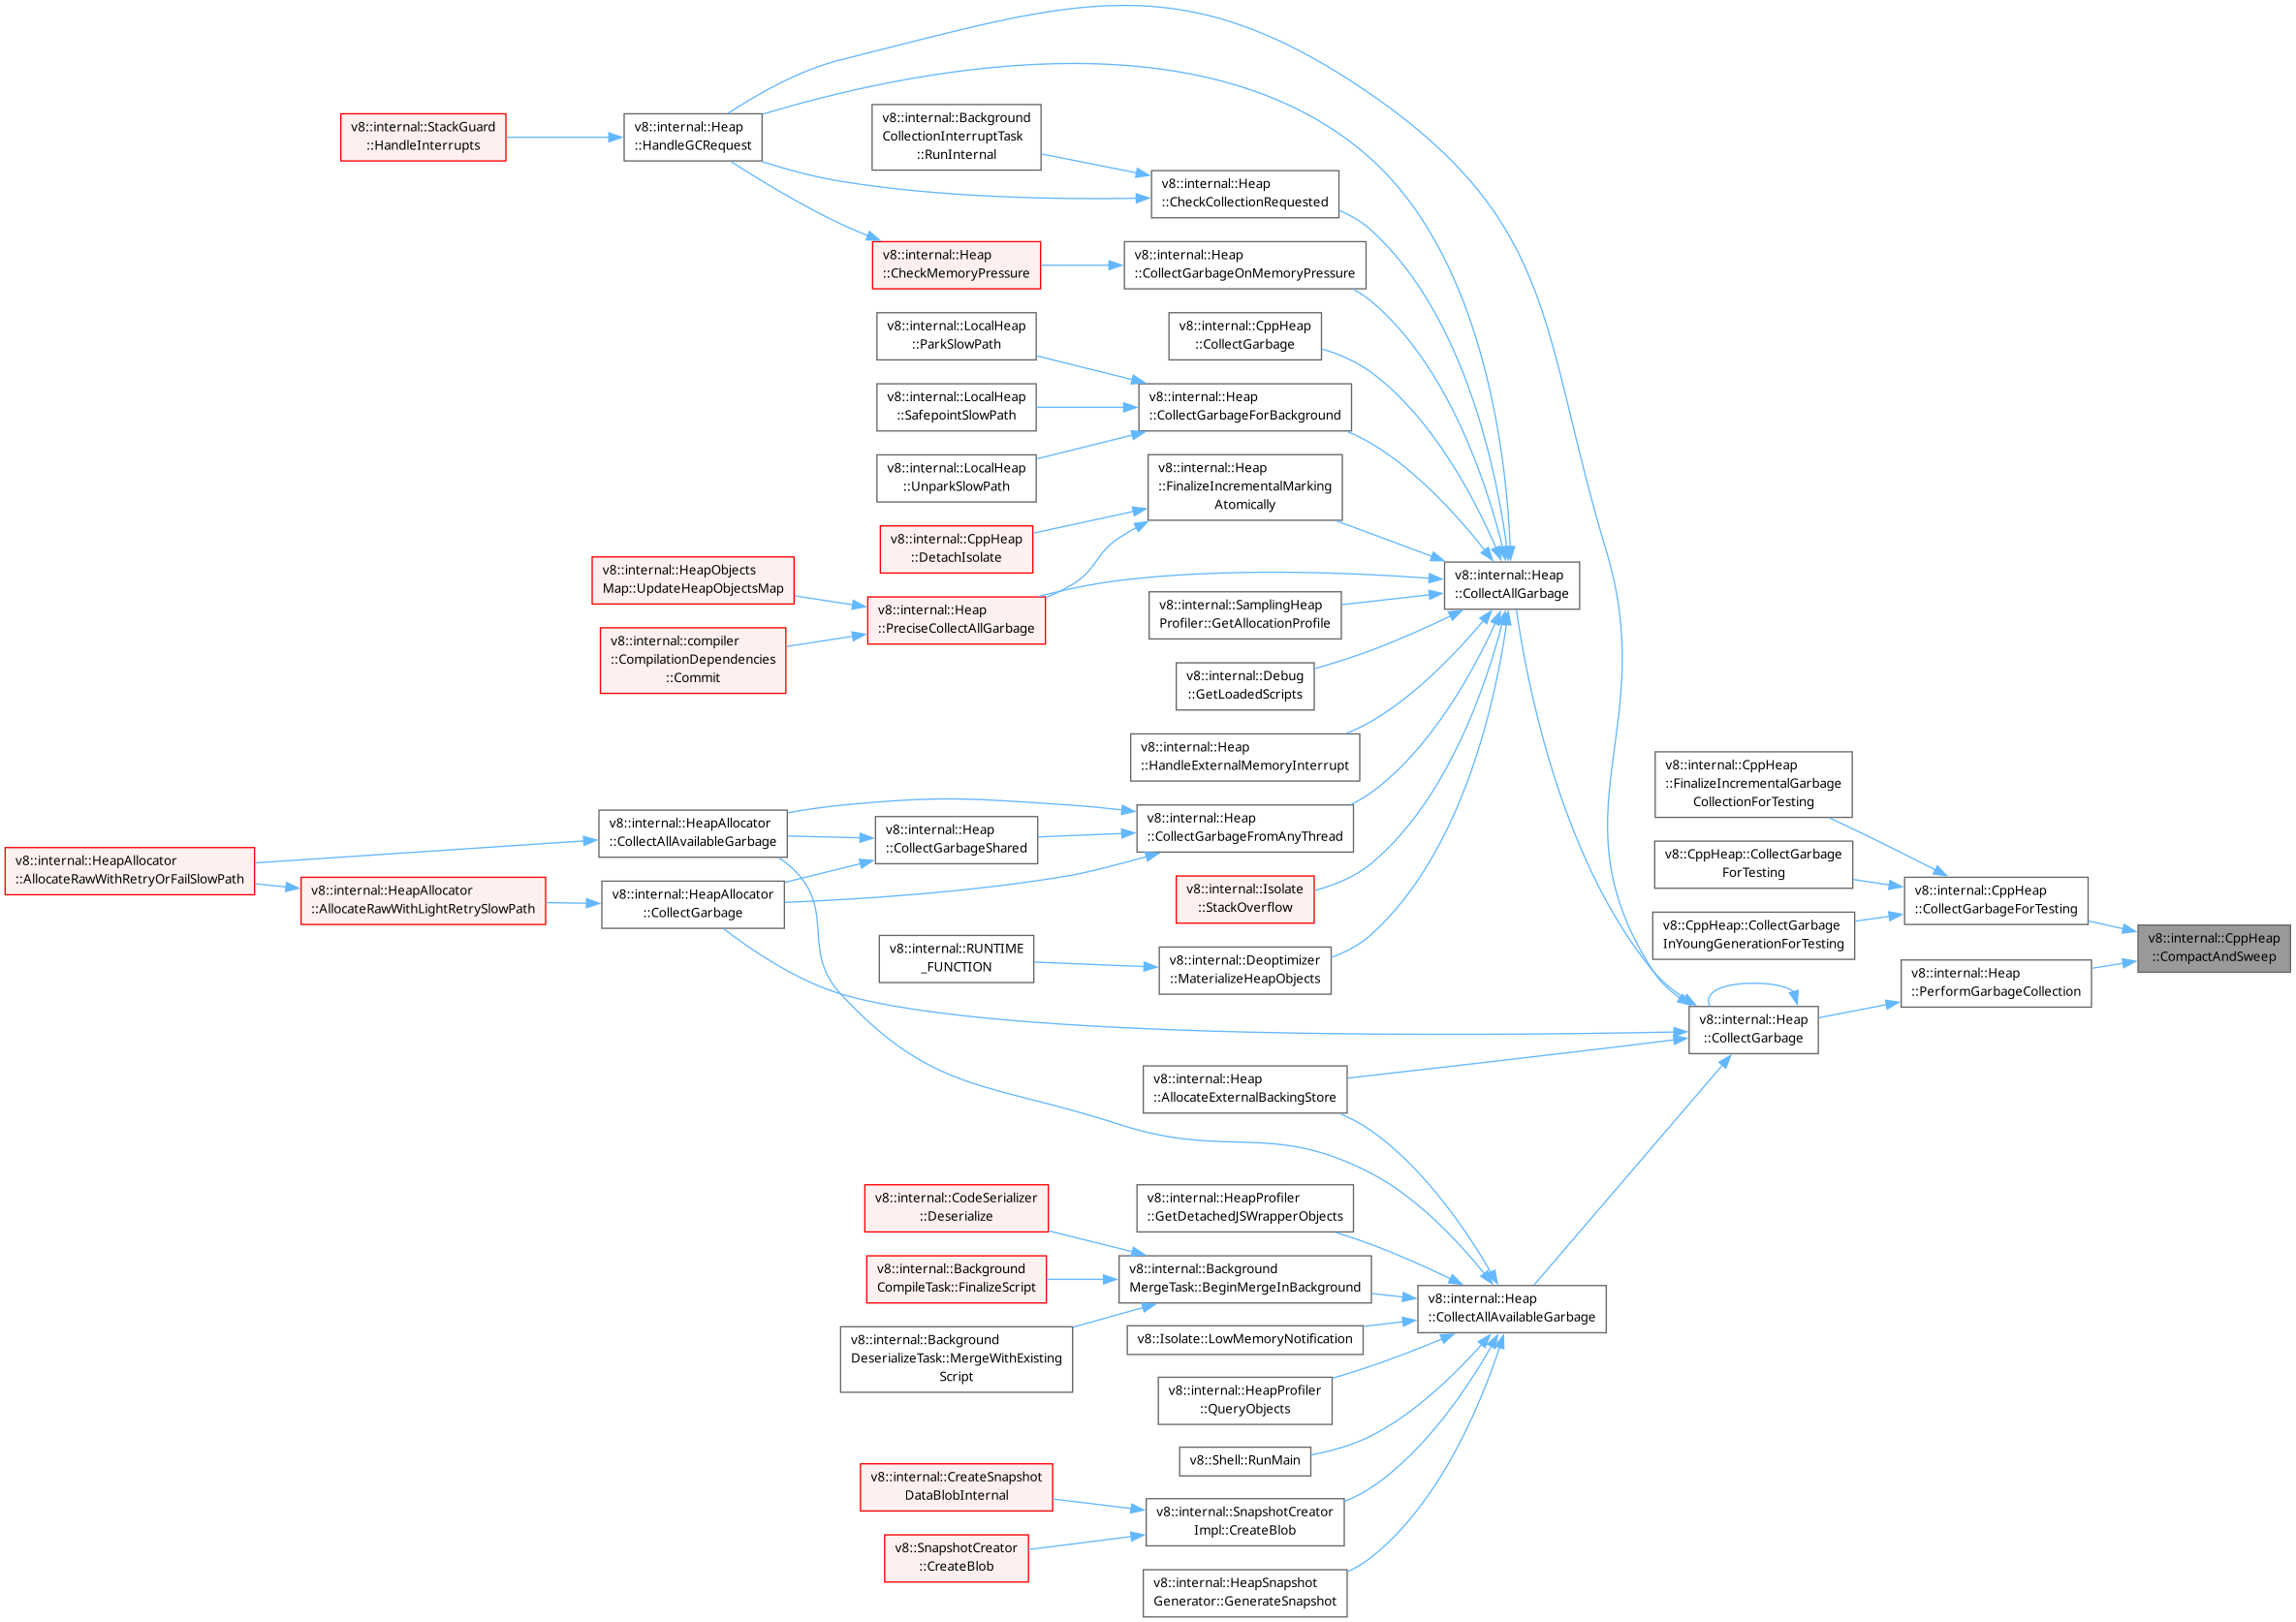 v8::internal::StackGuard
::HandleInterrupts
v8::internal::Heap
::HandleGCRequest
v8::internal::Background
CollectionInterruptTask
::RunInternal
v8::internal::Heap
::CheckCollectionRequested
v8::internal::Heap
::CheckMemoryPressure
v8::internal::Heap
::CollectGarbageOnMemoryPressure
v8::internal::LocalHeap
::ParkSlowPath
v8::internal::CppHeap
::CollectGarbage
v8::internal::LocalHeap
::SafepointSlowPath
v8::internal::Heap
::CollectGarbageForBackground
v8::internal::LocalHeap
::UnparkSlowPath
v8::internal::Heap
::FinalizeIncrementalMarking
Atomically
v8::internal::CppHeap
::DetachIsolate
v8::internal::HeapObjects
Map::UpdateHeapObjectsMap
v8::internal::Heap
::PreciseCollectAllGarbage
v8::internal::compiler
::CompilationDependencies
::Commit
v8::internal::Heap
::CollectAllGarbage
v8::internal::SamplingHeap
Profiler::GetAllocationProfile
v8::internal::Debug
::GetLoadedScripts
v8::internal::Heap
::HandleExternalMemoryInterrupt
v8::internal::HeapAllocator
::CollectAllAvailableGarbage
v8::internal::Heap
::CollectGarbageShared
v8::internal::Heap
::CollectGarbageFromAnyThread
v8::internal::HeapAllocator
::AllocateRawWithRetryOrFailSlowPath
v8::internal::HeapAllocator
::AllocateRawWithLightRetrySlowPath
v8::internal::HeapAllocator
::CollectGarbage
v8::internal::Isolate
::StackOverflow
v8::internal::RUNTIME
_FUNCTION
v8::internal::Deoptimizer
::MaterializeHeapObjects
v8::internal::CppHeap
::FinalizeIncrementalGarbage
CollectionForTesting
v8::CppHeap::CollectGarbage
ForTesting
v8::CppHeap::CollectGarbage
InYoungGenerationForTesting
v8::internal::CppHeap
::CollectGarbageForTesting
v8::internal::CppHeap
::CompactAndSweep
v8::internal::Heap
::PerformGarbageCollection
v8::internal::Heap
::CollectGarbage
v8::internal::Heap
::AllocateExternalBackingStore
v8::internal::CodeSerializer
::Deserialize
v8::internal::HeapProfiler
::GetDetachedJSWrapperObjects
v8::internal::Background
CompileTask::FinalizeScript
v8::internal::Background
MergeTask::BeginMergeInBackground
v8::internal::Heap
::CollectAllAvailableGarbage
v8::internal::Background
DeserializeTask::MergeWithExisting
Script
v8::Isolate::LowMemoryNotification
v8::internal::HeapProfiler
::QueryObjects
v8::Shell::RunMain
v8::internal::CreateSnapshot
DataBlobInternal
v8::internal::SnapshotCreator
Impl::CreateBlob
v8::SnapshotCreator
::CreateBlob
v8::internal::HeapSnapshot
Generator::GenerateSnapshot